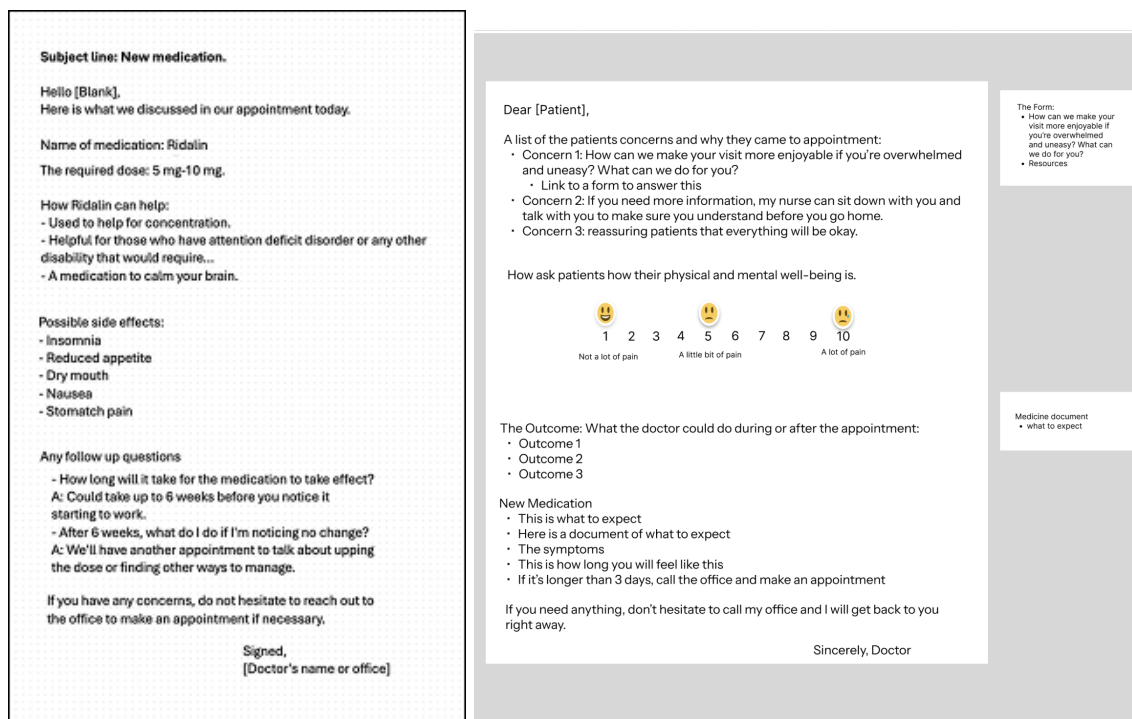 Subject line: New medication.
Hello [Blank],
Here is what we discussed in our appointment today.
Name of medication: Ridalin
The required dose: 5 mg-10 mg.
How Ridalin can help:
- Used to help for concentration.
- Helpful for those who have attention deficit disorder or any other
disability that would require...
- A medication to calm your brain.
Possible side effects:
- Insomnia
- Reduced appetite
- Dry mouth
- Nausea
- Stomatch pain
Any follow up questions
- How long will it take for the medication to take effect?
A: Could take up to 6 weeks before you notice it
starting to work.
- After 6 weeks, what do I do if I'm noticing no change?
A: We'll have another appointment to talk about upping
the dose or finding other ways to manage.
If you have any concerns, do not hesitate to reach out to
the office to make an appointment if necessary.
Signed,
[Doctor's name or office]
Dear [Patient],
A list of the patients concerns and why they came to appointment:
• Concern 1: How can we make your visit more enjoyable if you're overwhelmed
and uneasy? What can we do for you?
• Link to a form to answer this
• Concern 2: If you need more information, my nurse can sit down with you and
talk with you to make sure you understand before you go home.
• Concern 3: reassuring patients that everything will be okay.
How ask patients how their physical and mental well-being is.
1 2 3 4 5 6 7 8 9 10
Not a lot of pain A little bit of pain A lot of pain
The Outcome: What the doctor could do during or after the appointment:
• Outcome 1
• Outcome 2
• Outcome 3
New Medication
• This is what to expect
• Here is a document of what to expect
• The symptoms
• This is how long you will feel like this
• If it's longer than 3 days, call the office and make an appointment
If you need anything, don't hesitate to call my office and I will get back to you
right away.
Sincerely, Doctor
The Form:
• How can we make your
visit more enjoyable if
you're overwhelmed
and uneasy? What can
we do for you?
• Resources
Medicine document
• what to expect